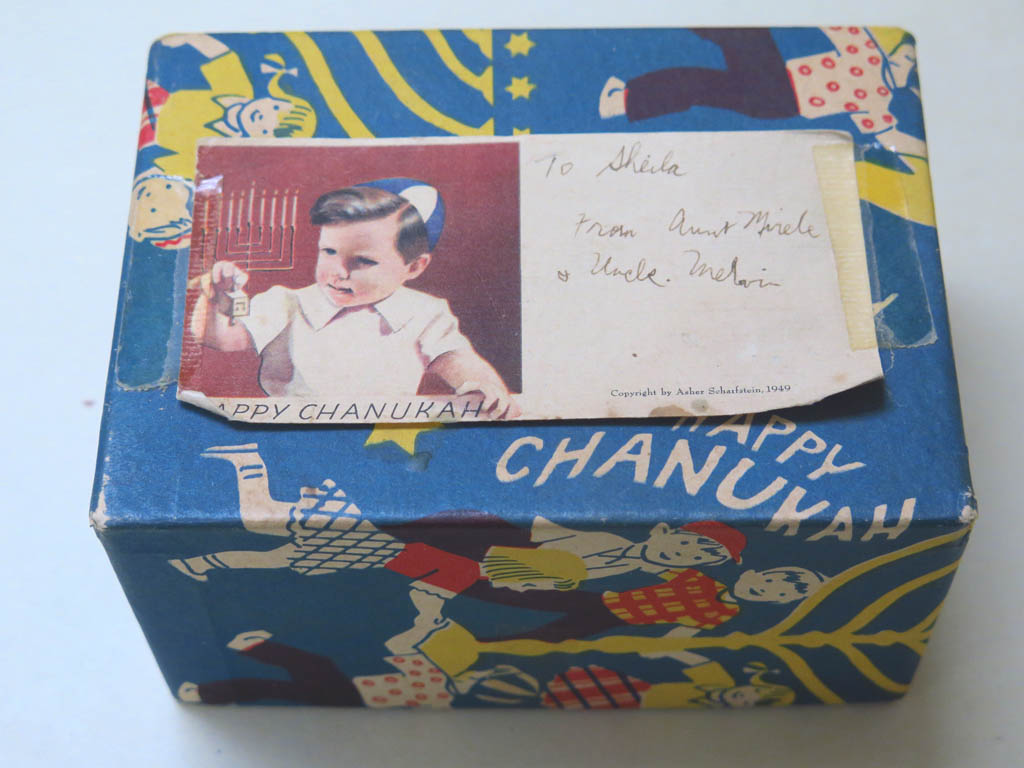 To Sheila
From Aunt Mirele
& Uncle. Melvin
Copyright by Asher Scharfstein, 1949
APPY CHANUKAH
HAPPY
CHANUKAH